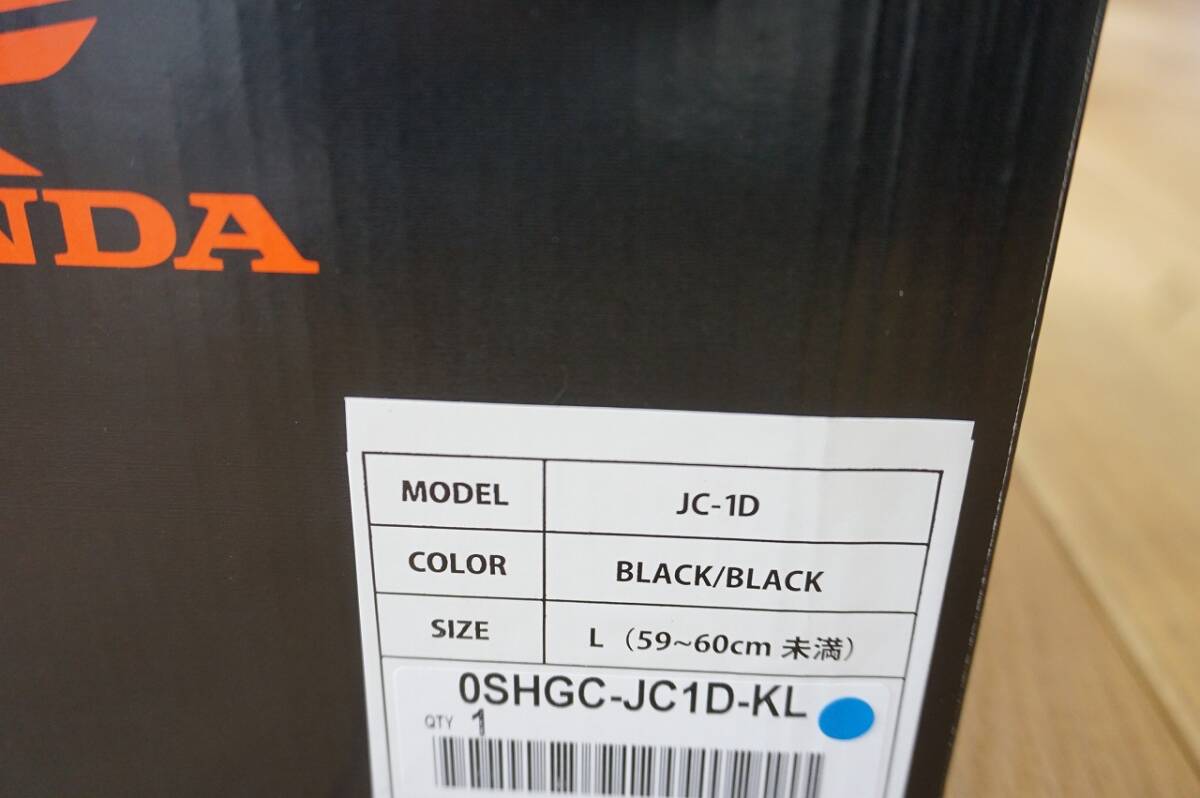 NDA
MODEL JC-1D
COLOR BLACK/BLACK
SIZE L（59~60cm 未満）
0SHGC-JC1D-KL
QTY 1